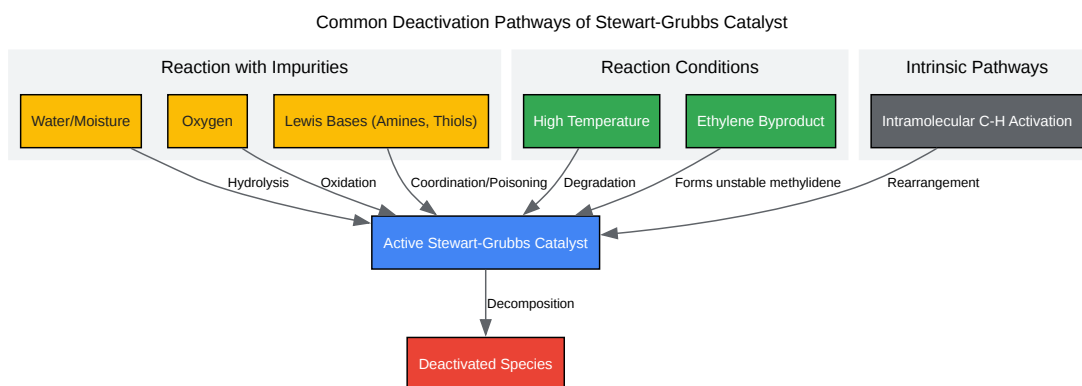 Common Deactivation Pathways of Stewart-Grubbs Catalyst
Reaction with Impurities
Reaction Conditions
Intrinsic Pathways
Water/Moisture
Oxygen
Lewis Bases (Amines, Thiols)
High Temperature
Ethylene Byproduct
Intramolecular C-H Activation
Hydrolysis
Oxidation
Coordination/Poisoning
Degradation
Forms unstable methylidene
Rearrangement
Active Stewart-Grubbs Catalyst
Decomposition
Deactivated Species